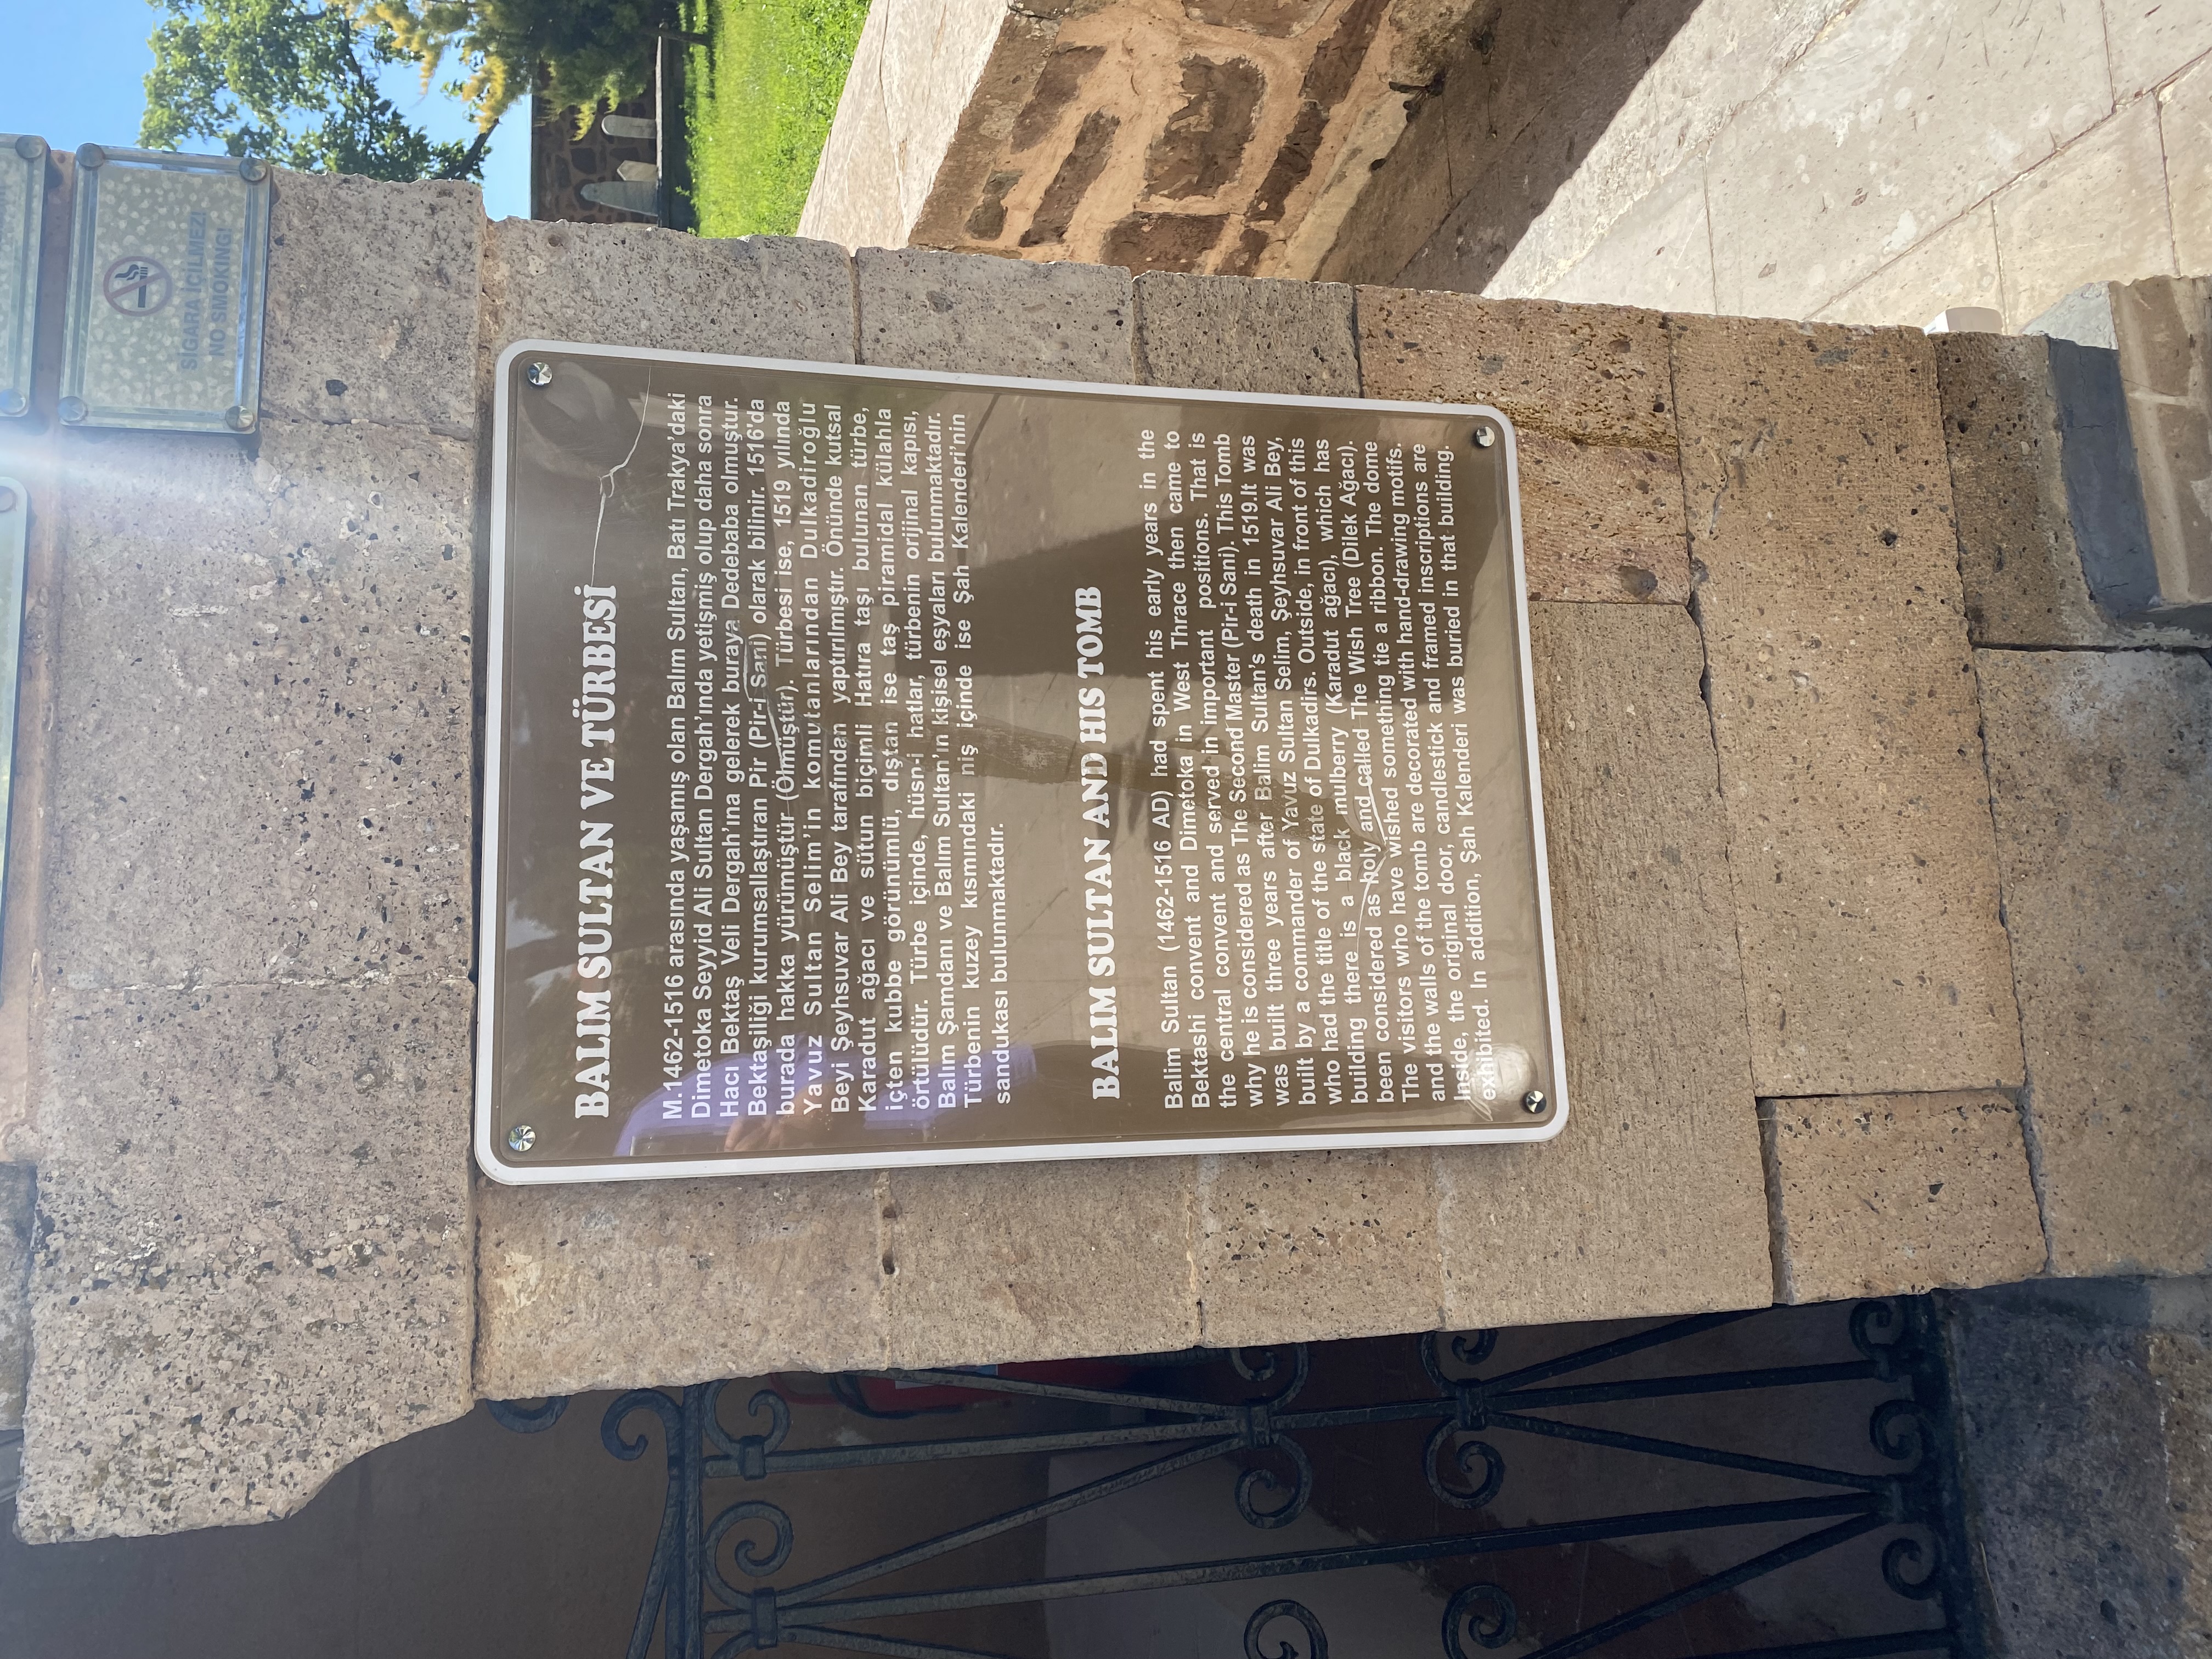 SİGARA İÇİLMEZ!
NO SMOKING!
BALIM SULTAN VE TÜRBESİ
M.1462-1516 arasında yaşamış olan Balım Sultan, Batı Trakya'daki
Dimetoka Seyyid Ali Sultan Dergah'ında yetişmiş olup daha sonra
Hacı Bektaş Veli Dergah'ına gelerek buraya Dedebaba olmuştur.
Bektaşiliği kurumsallaştıran Pir (Pir-i Sani) olarak bilinir. 1516'da
burada hakka yürümüştür (Ölmüştür). Türbesi ise, 1519 yılında
Yavuz Sultan Selim'in komutanlarından Dulkadiroğlu
Beyi Şeyhsuvar Ali Bey tarafından yaptırılmıştır. Önünde kutsal
Karadut ağacı ve sütun biçimli Hatıra taşı bulunan türbe,
içten kubbe görünümlü, dıştan ise taş piramidal külahla
örtülüdür. Türbe içinde, hüsn-i hatlar, türbenin orijinal kapısı,
Balım Şamdanı ve Balım Sultan'ın kişisel eşyaları bulunmaktadır.
Türbenin kuzey kısmındaki niş içinde ise Şah Kalenderi'nin
sandukası bulunmaktadır.
BALIM SULTAN AND HIS TOMB
Balim Sultan (1462-1516 AD) had spent his early years in the
Bektashi convent and Dimetoka in West Thrace then came to
the central convent and served in important positions. That is
why he is considered as The Second Master (Pir-i Sani). This Tomb
was built three years after Balim Sultan's death in 1519.It was
built by a commander of Yavuz Sultan Selim, Şeyhsuvar Ali Bey,
who had the title of the state of Dulkadirs. Outside, in front of this
building there is a black mulberry (Karadut ağacı), which has
been considered as holy and called The Wish Tree (Dilek Ağacı).
The visitors who have wished something tie a ribbon. The dome
and the walls of the tomb are decorated with hand-drawing motifs.
Inside, the original door, candlestick and framed inscriptions are
exhibited. In addition, Şah Kalenderi was buried in that building.